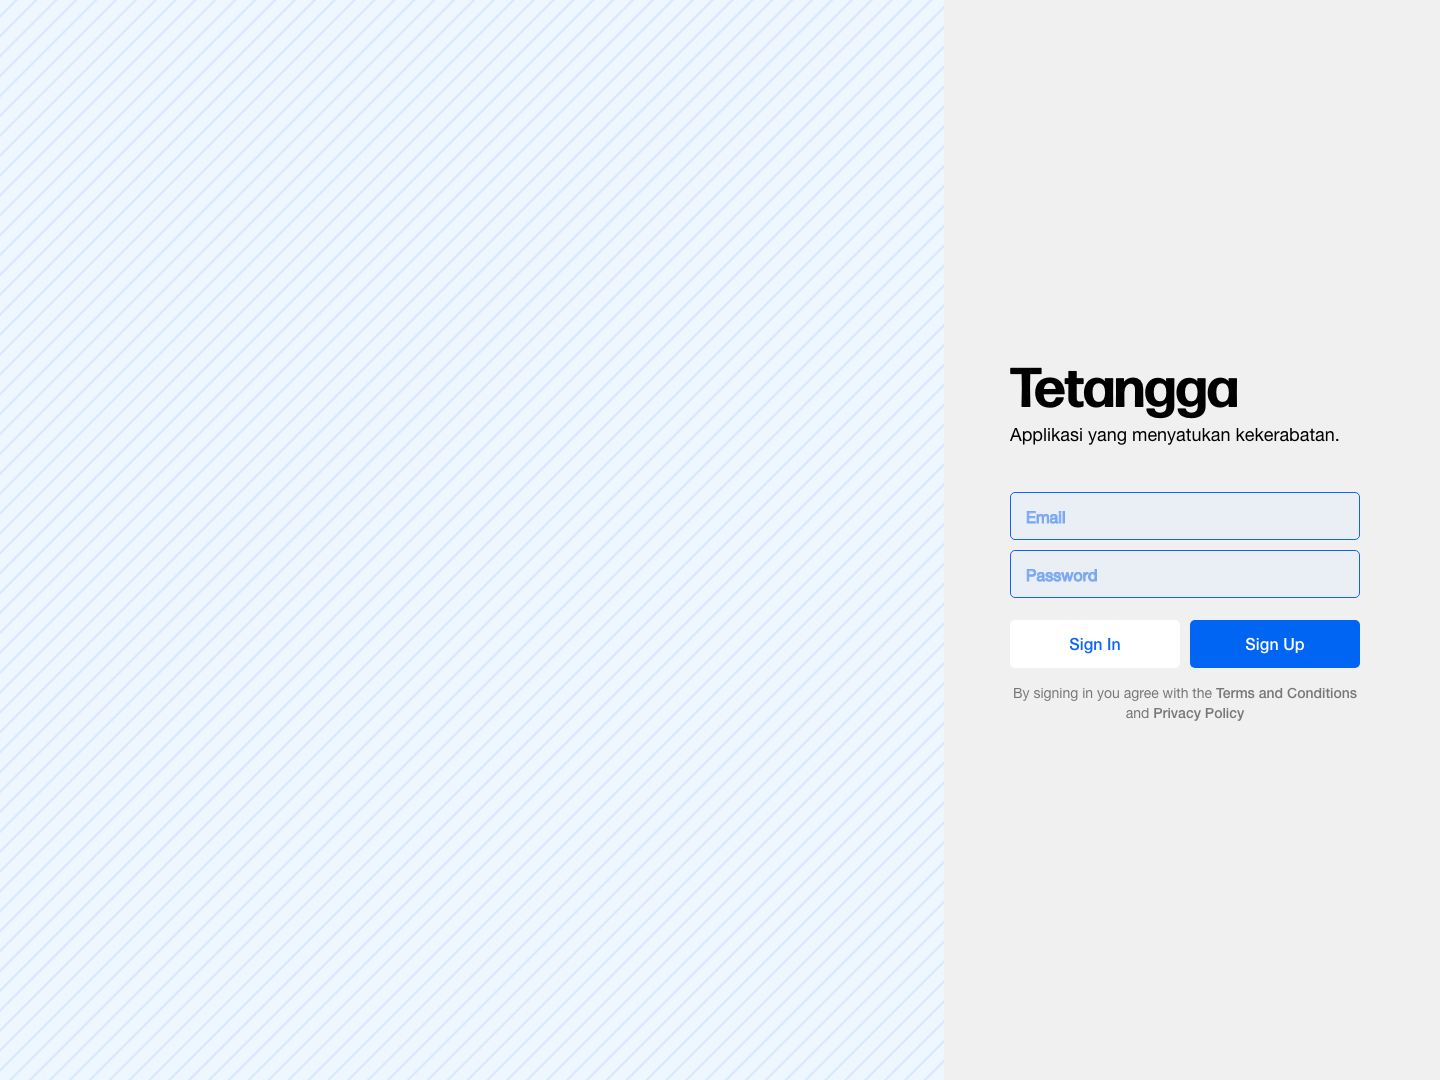 Tetangga
Applikasi yang menyatukan kekerabatan.
Email
Password
Sign In
Sign Up
By signing in you agree with the Terms and Conditions
and Privacy Policy